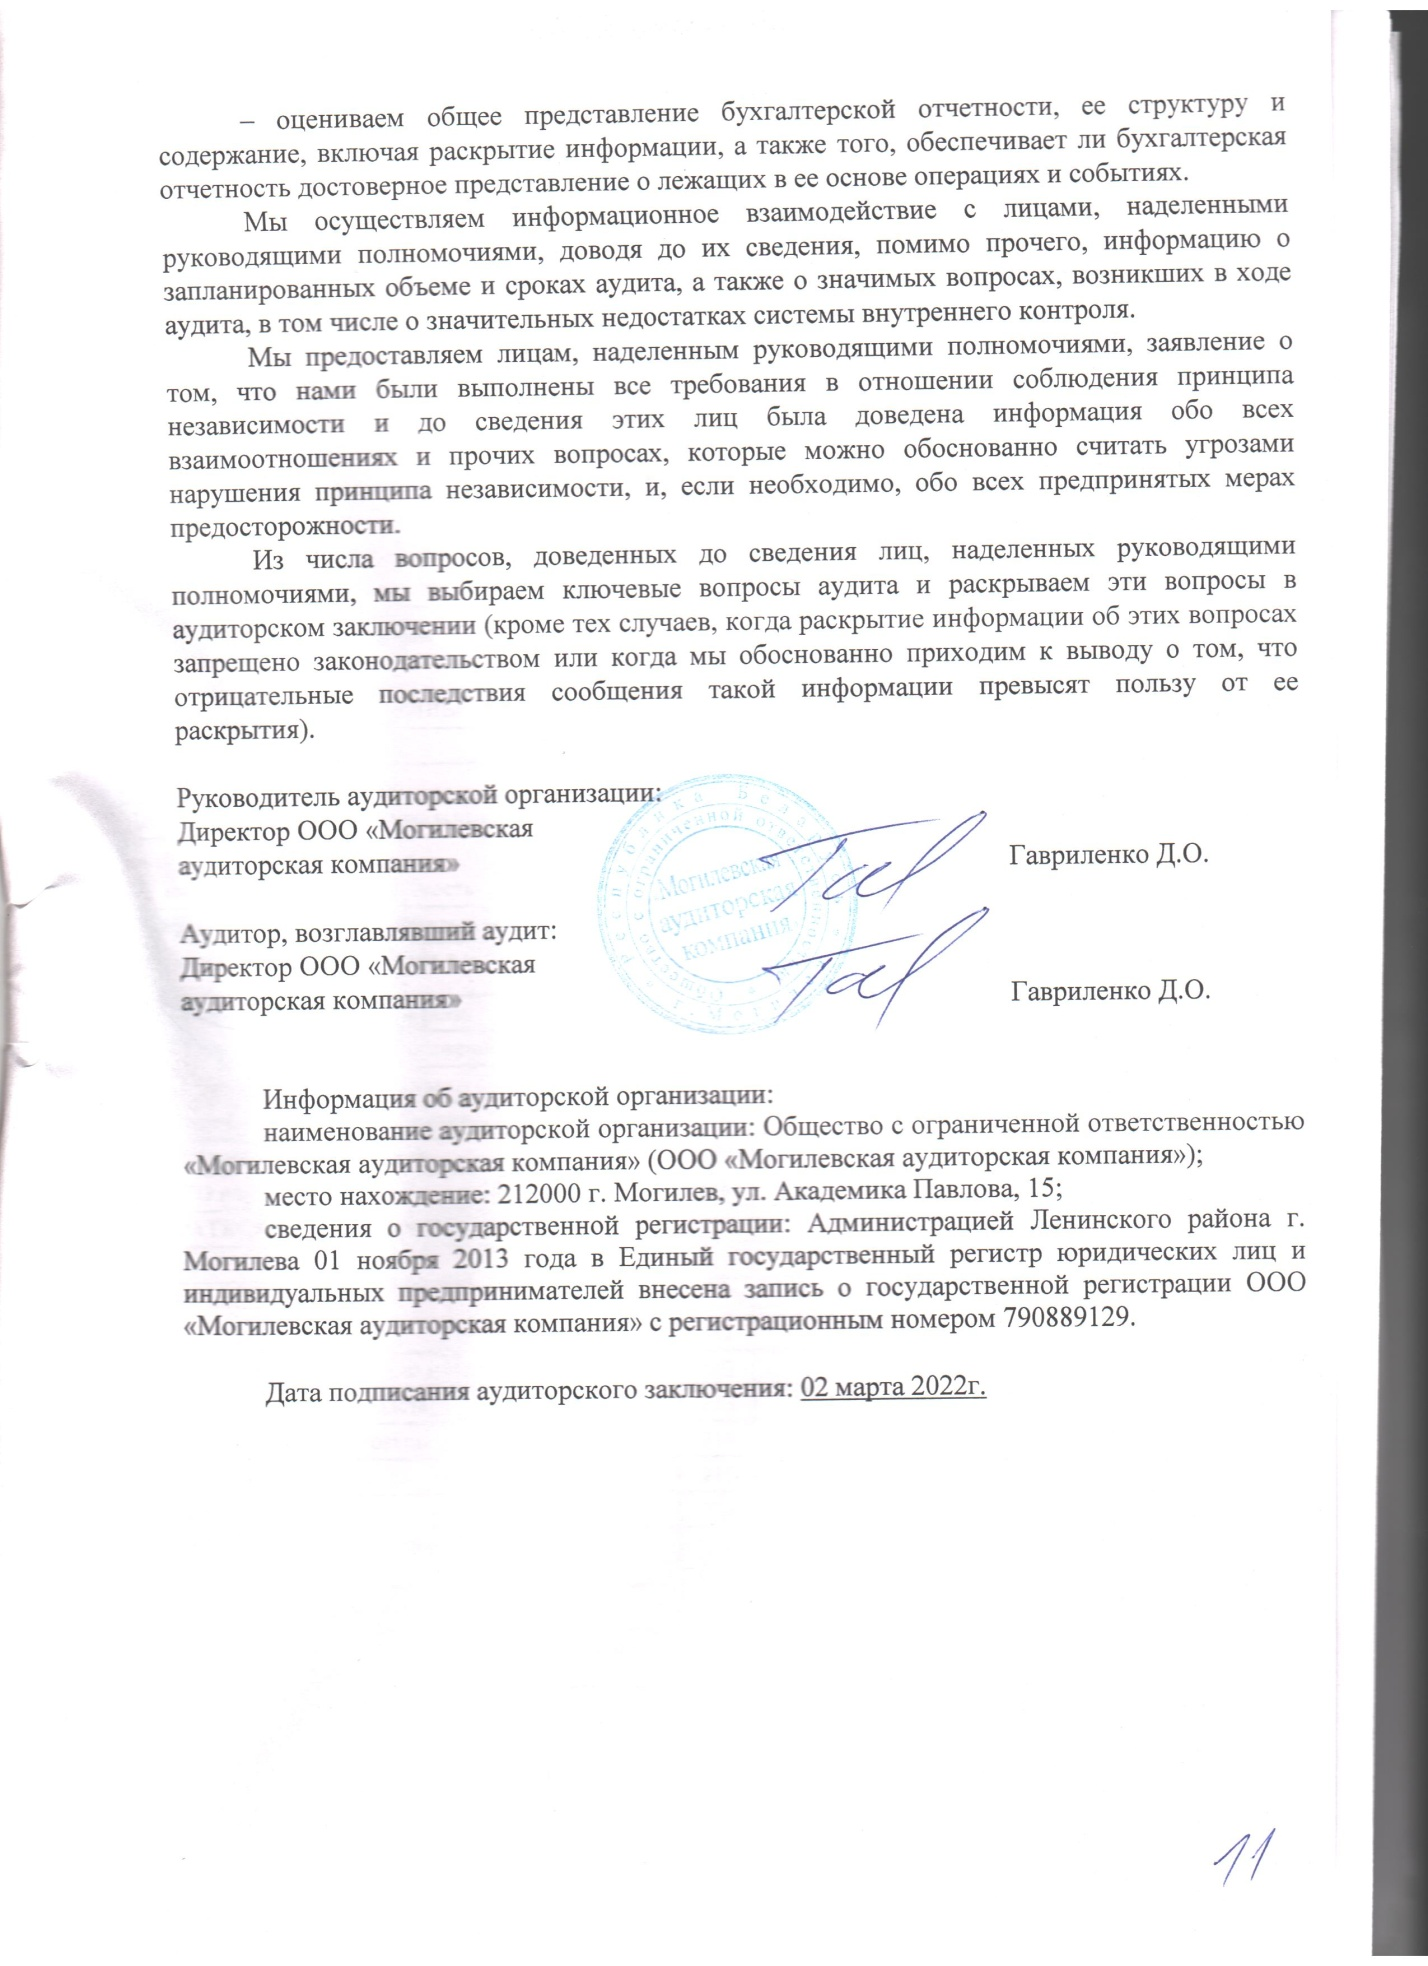 – оцениваем общее представление бухгалтерской отчетности, ее структуру и
содержание, включая раскрытие информации, а также того, обеспечивает ли бухгалтерская
отчетность достоверное представление о лежащих в ее основе операциях и событиях.
Мы осуществляем информационное взаимодействие с лицами, наделенными
руководящими полномочиями, доводя до их сведения, помимо прочего, информацию о
запланированных объеме и сроках аудита, а также о значимых вопросах, возникших в ходе
аудита, в том числе о значительных недостатках системы внутреннего контроля.
Мы предоставляем лицам, наделенным руководящими полномочиями, заявление о
том, что нами были выполнены все требования в отношении соблюдения принципа
независимости и до сведения этих лиц была доведена информация обо всех
взаимоотношениях и прочих вопросах, которые можно обоснованно считать угрозами
нарушения принципа независимости, и, если необходимо, обо всех предпринятых мерах
предосторожности.
Из числа вопросов, доведенных до сведения лиц, наделенных руководящими
полномочиями, мы выбираем ключевые вопросы аудита и раскрываем эти вопросы в
аудиторском заключении (кроме тех случаев, когда раскрытие информации об этих вопросах
запрещено законодательством или когда мы обоснованно приходим к выводу о том, что
отрицательные последствия сообщения такой информации превысят пользу от ее
раскрытия).
Руководитель аудиторской организации:
Директор ООО «Могилевская
аудиторская компания»
Гавриленко Д.О.
Могилевская
аудиторская
компания
Аудитор, возглавлявший аудит:
Директор ООО «Могилевская
аудиторская компания»
Гавриленко Д.О.
Информация об аудиторской организации:
наименование аудиторской организации: Общество с ограниченной ответственностью
«Могилевская аудиторская компания» (ООО «Могилевская аудиторская компания»);
место нахождение: 212000 г. Могилев, ул. Академика Павлова, 15;
сведения о государственной регистрации: Администрацией Ленинского района г.
Могилева 01 ноября 2013 года в Единый государственный регистр юридических лиц и
индивидуальных предпринимателей внесена запись о государственной регистрации ООО
«Могилевская аудиторская компания» с регистрационным номером 790889129.
Дата подписания аудиторского заключения: 02 марта 2022г.
11